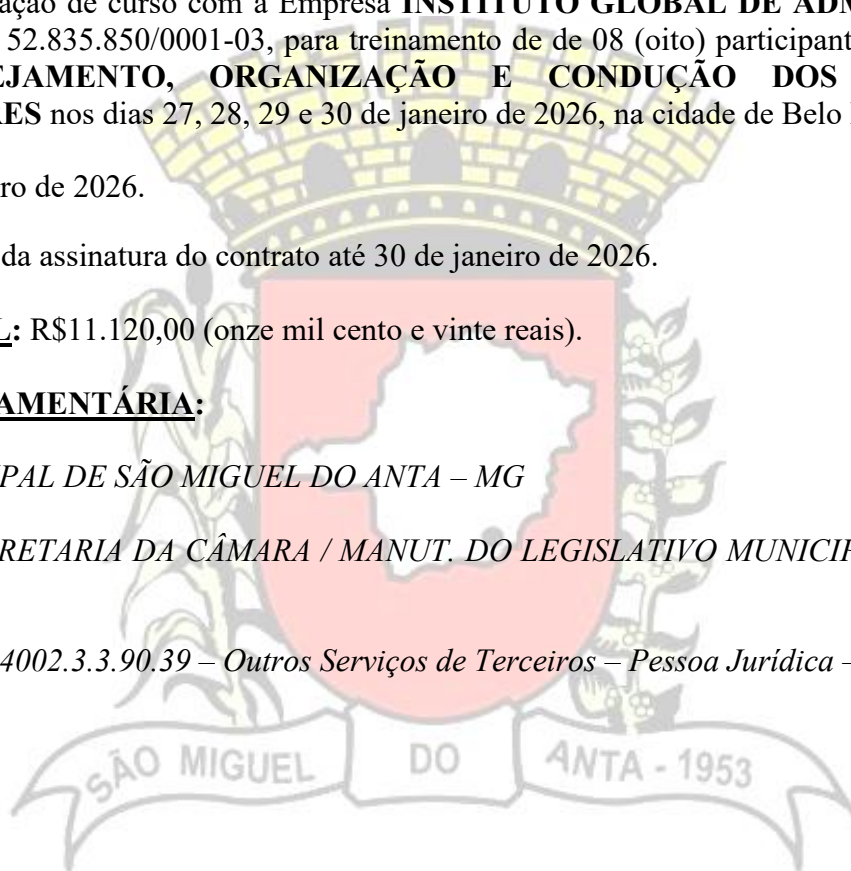 ação de curso com a Empresa INSTITUTO GLOBAL DE ADM
52.835.850/0001-03, para treinamento de de 08 (oito) participant
EJAMENTO, ORGANIZAÇÃO E CONDUÇÃO DOS
RES nos dias 27, 28, 29 e 30 de janeiro de 2026, na cidade de Belo
ro de 2026.
da assinatura do contrato até 30 de janeiro de 2026.
L: R$11.120,00 (onze mil cento e vinte reais).
AMENTÁRIA:
PAL DE SÃO MIGUEL DO ANTA – MG
RETARIA DA CÂMARA / MANUT. DO LEGISLATIVO MUNICIP
4002.3.3.90.39 – Outros Serviços de Terceiros – Pessoa Jurídica –
SÃO MIGUEL DO ANTA - 1953